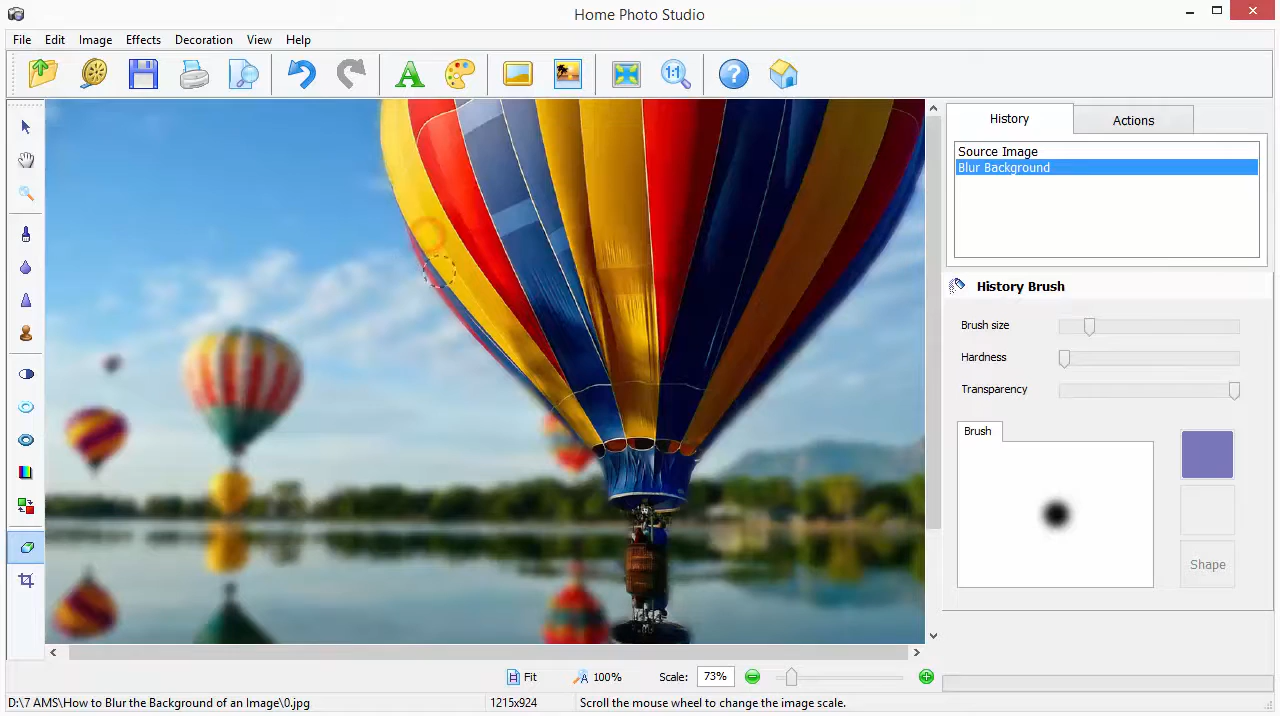 Home Photo Studio
File Edit Image Effects Decoration View Help
A 1:1 ?
History Actions
Source Image
Blur Background
History Brush
Brush size
Hardness
Transparency
Brush
Shape
Fit 100% Scale: 73%
D:\7 AMS\How to Blur the Background of an Image\0.jpg 1215x924 Scroll the mouse wheel to change the image scale.